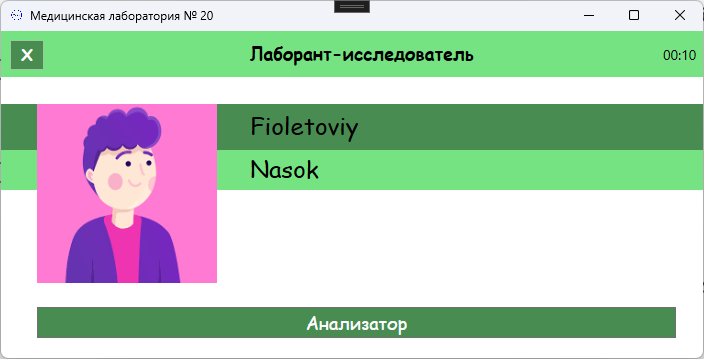 Медицинская лаборатория № 20
X
Лаборант-исследователь
00:10
Fioletoviy
Nasok
Анализатор